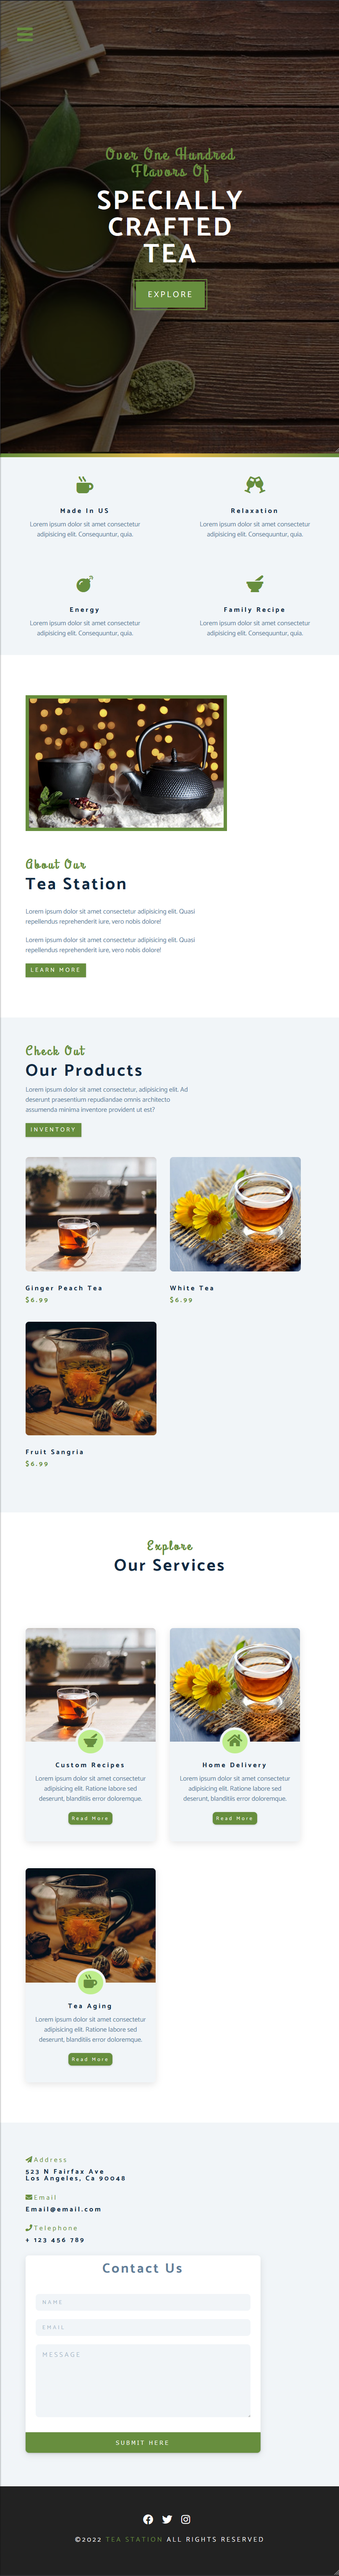 Over One Hundred
Flavors Of
SPECIALLY
CRAFTED
TEA
EXPLORE
Made In US
Lorem ipsum dolor sit amet consectetur
adipisicing elit. Consequuntur, quia.
Relaxation
Lorem ipsum dolor sit amet consectetur
adipisicing elit. Consequuntur, quia.
Energy
Lorem ipsum dolor sit amet consectetur
adipisicing elit. Consequuntur, quia.
Family Recipe
Lorem ipsum dolor sit amet consectetur
adipisicing elit. Consequuntur, quia.
About Our
Tea Station
Lorem ipsum dolor sit amet consectetur adipisicing elit. Quasi
repellendus reprehenderit iure, vero nobis dolore!
Lorem ipsum dolor sit amet consectetur adipisicing elit. Quasi
repellendus reprehenderit iure, vero nobis dolore!
LEARN MORE
Check Out
Our Products
Lorem ipsum dolor sit amet consectetur, adipisicing elit. Ad
deserunt praesentium repudiandae omnis architecto
assumenda minima inventore provident ut est?
INVENTORY
Ginger Peach Tea
$6.99
White Tea
$6.99
Fruit Sangria
$6.99
Explore
Our Services
Custom Recipes
Lorem ipsum dolor sit amet consectetur
adipisicing elit. Ratione labore sed
deserunt, blanditiis error doloremque.
Read More
Home Delivery
Lorem ipsum dolor sit amet consectetur
adipisicing elit. Ratione labore sed
deserunt, blanditiis error doloremque.
Read More
Tea Aging
Lorem ipsum dolor sit amet consectetur
adipisicing elit. Ratione labore sed
deserunt, blanditiis error doloremque.
Read More
Address
523 N Fairfax Ave
Los Angeles, Ca 90048
Email
Email@email.com
Telephone
+ 123 456 789
Contact Us
NAME
EMAIL
MESSAGE
SUBMIT HERE
©2022 TEA STATION ALL RIGHTS RESERVED